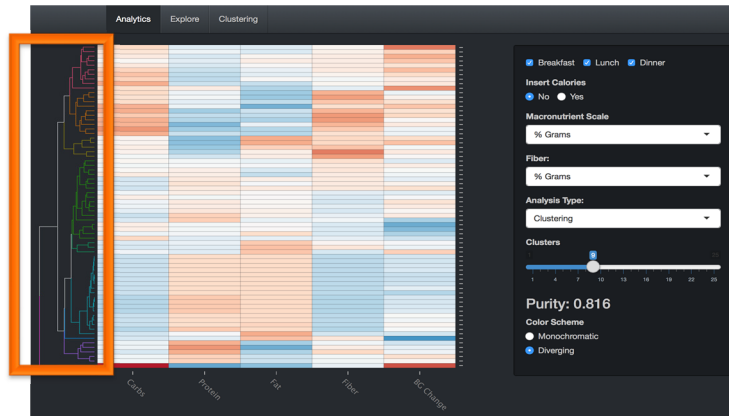 Analytics Explore Clustering
Breakfast Lunch Dinner
Insert Calories
No Yes
Macronutrient Scale
% Grams
Fiber:
% Grams
Analysis Type:
Clustering
Clusters
9
1 4 7 10 13 16 19 22 25
Purity: 0.816
Color Scheme
Monochromatic
Diverging
Carbs Protein Fat Fiber BG Change